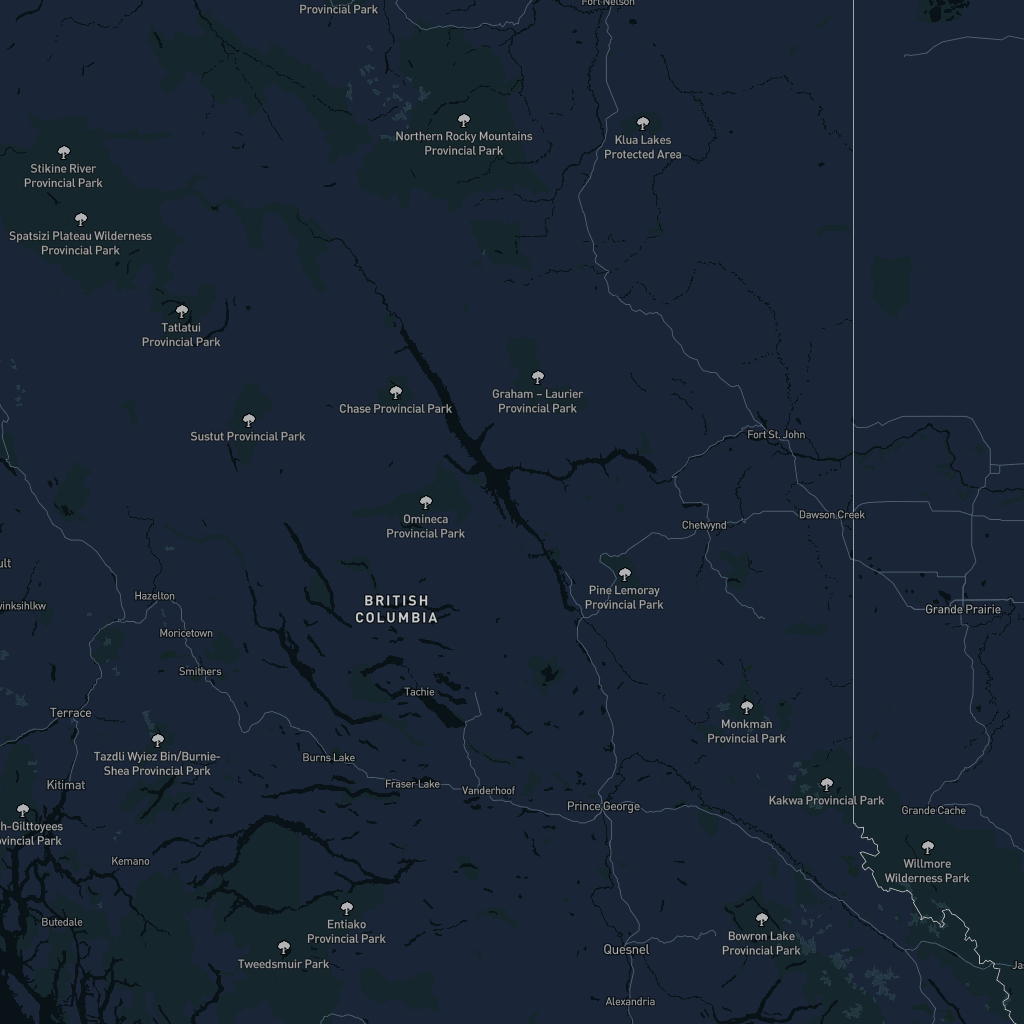 Provincial Park
Fort Nelson
Northern Rocky Mountains
Provincial Park
Klua Lakes
Protected Area
Stikine River
Provincial Park
Spatsizi Plateau Wilderness
Provincial Park
Tatlatui
Provincial Park
Graham – Laurier
Provincial Park
Chase Provincial Park
Sustut Provincial Park
Fort St. John
Omineca
Provincial Park
Dawson Creek
Chetwynd
Pine Lemoray
Provincial Park
Hazelton
BRITISH
COLUMBIA
Grande Prairie
Moricetown
Smithers
Tachie
Terrace
Monkman
Provincial Park
Tazdli Wyiez Bin/Burnie-
Shea Provincial Park
Burns Lake
Kitimat
Fraser Lake
Vanderhoof
Kakwa Provincial Park
Prince George
Grande Cache
h-Gilttoyees
ovincial Park
Kemano
Willmore
Wilderness Park
Butedale
Entiako
Provincial Park
Bowron Lake
Provincial Park
Quesnel
Tweedsmuir Park
Alexandria